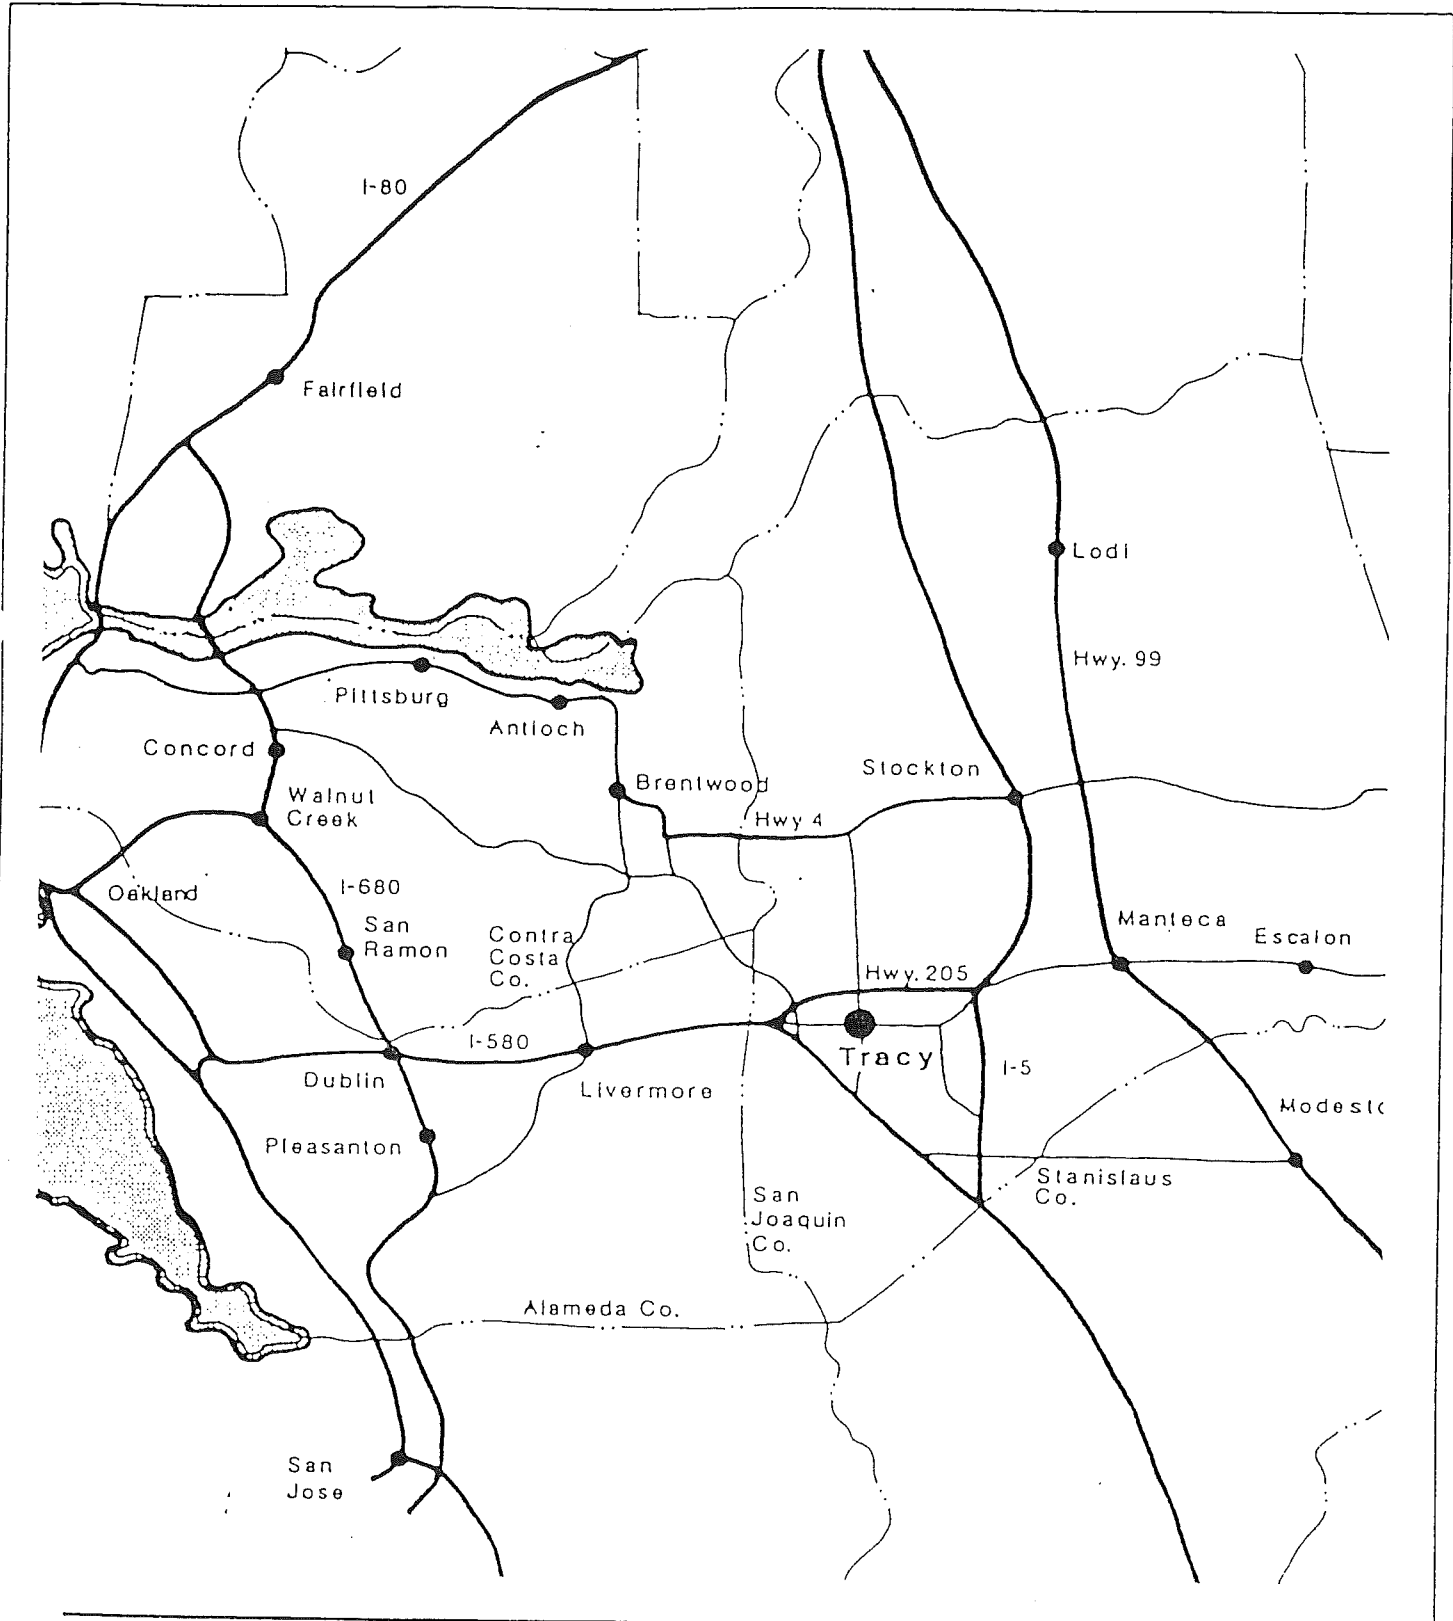 I-80
Fairfield
Lodi
Hwy. 99
Pittsburg
Antioch
Concord
Brentwood
Stockton
Walnut
Creek
Hwy 4
Oakland
I-680
San
Ramon
Contra
Costa
Co.
Manteca
Escalon
Hwy. 205
I-580
Tracy
I-5
Dublin
Livermore
Modest
Pleasanton
Stanislaus
Co.
San
Joaquin
Co.
Alameda Co.
San
Jose